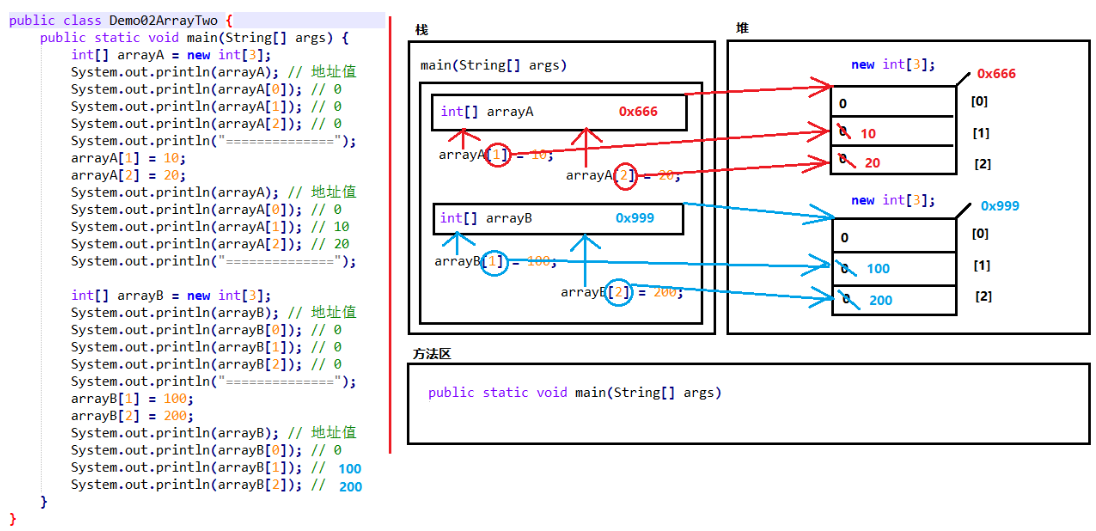 public class Demo02ArrayTwo {
public static void main(String[] args) {
int[] arrayA = new int[3];
System.out.println(arrayA); // 地址值
System.out.println(arrayA[0]); // 0
System.out.println(arrayA[1]); // 0
System.out.println(arrayA[2]); // 0
System.out.println("==============");
arrayA[1] = 10;
arrayA[2] = 20;
System.out.println(arrayA); // 地址值
System.out.println(arrayA[0]); // 0
System.out.println(arrayA[1]); // 10
System.out.println(arrayA[2]); // 20
System.out.println("==============");
int[] arrayB = new int[3];
System.out.println(arrayB); // 地址值
System.out.println(arrayB[0]); // 0
System.out.println(arrayB[1]); // 0
System.out.println(arrayB[2]); // 0
System.out.println("==============");
arrayB[1] = 100;
arrayB[2] = 200;
System.out.println(arrayB); // 地址值
System.out.println(arrayB[0]); // 0
System.out.println(arrayB[1]); // 100
System.out.println(arrayB[2]); // 200
}
}
栈
main(String[] args)
int[] arrayA 0x666
arrayA[1] = 10;
arrayA[2] = 20;
int[] arrayB 0x999
arrayB[1] = 100;
arrayB[2] = 200;
堆
new int[3];
0x666
0 [0]
0 10 [1]
0 20 [2]
new int[3];
0x999
0 [0]
0 100 [1]
0 200 [2]
方法区
public static void main(String[] args)